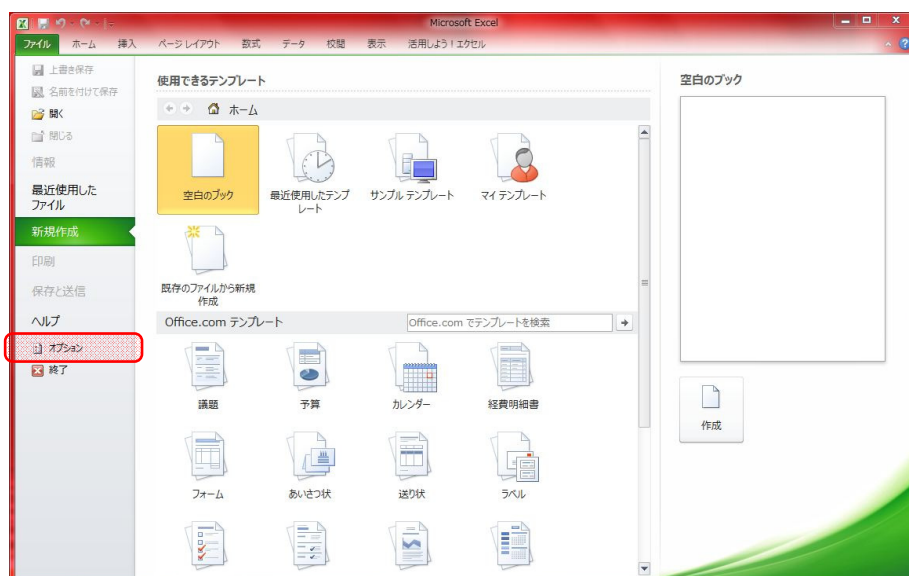 Microsoft Excel
ファイル ホーム 挿入 ページ レイアウト 数式 データ 校閲 表示 活用しよう！エクセル
上書き保存
名前を付けて保存
開く
閉じる
情報
最近使用した
ファイル
新規作成
印刷
保存と送信
ヘルプ
オプション
終了
使用できるテンプレート
ホーム
空白のブック
最近使用したテンプ
レート
サンプル テンプレート
マイ テンプレート
既存のファイルから新規
作成
Office.com テンプレート
Office.com でテンプレートを検索
議題
予算
カレンダー
経費明細書
フォーム
あいさつ状
送り状
ラベル
空白のブック
作成